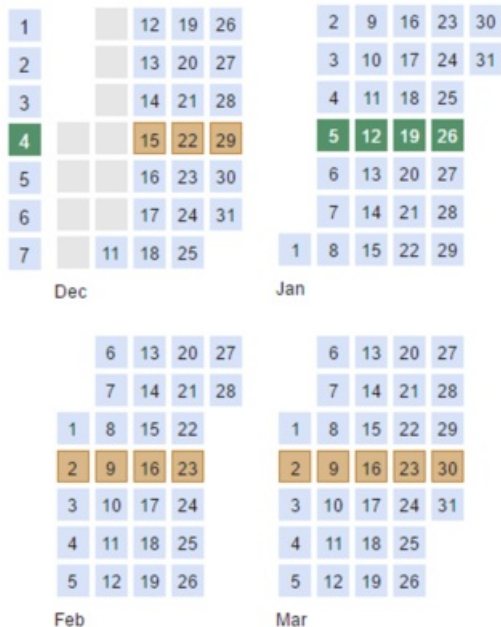 1 12 19 26 2 9 16 23 30
2 13 20 27 3 10 17 24 31
3 14 21 28 4 11 18 25
4 15 22 29 5 12 19 26
5 16 23 30 6 13 20 27
6 17 24 31 7 14 21 28
7 11 18 25 1 8 15 22 29
Dec Jan
6 13 20 27 6 13 20 27
7 14 21 28 7 14 21 28
1 8 15 22 1 8 15 22 29
2 9 16 23 2 9 16 23 30
3 10 17 24 3 10 17 24 31
4 11 18 25 4 11 18 25
5 12 19 26 5 12 19 26
Feb Mar